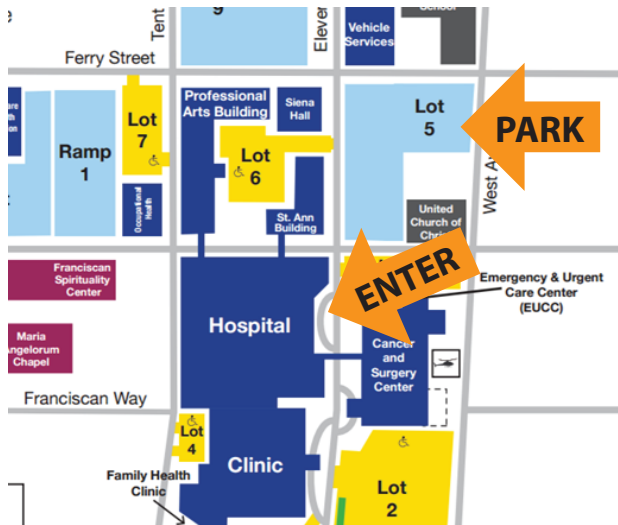 e
9
Tent
Eleven
Vehicle
Services
School
Ferry Street
Professional
Arts Building
Siena
Hall
Lot
5
PARK
Lot
7
Ramp
1
Lot
6
West Av
Occupational
Health
St. Ann
Building
United
Church of
Christ
ENTER
Franciscan
Spirituality
Center
Emergency & Urgent
Care Center
(EUCC)
Hospital
Maria
Angelorum
Chapel
Cancer
and
Surgery
Center
Franciscan Way
Lot
4
Clinic
Family Health
Clinic
Lot
2